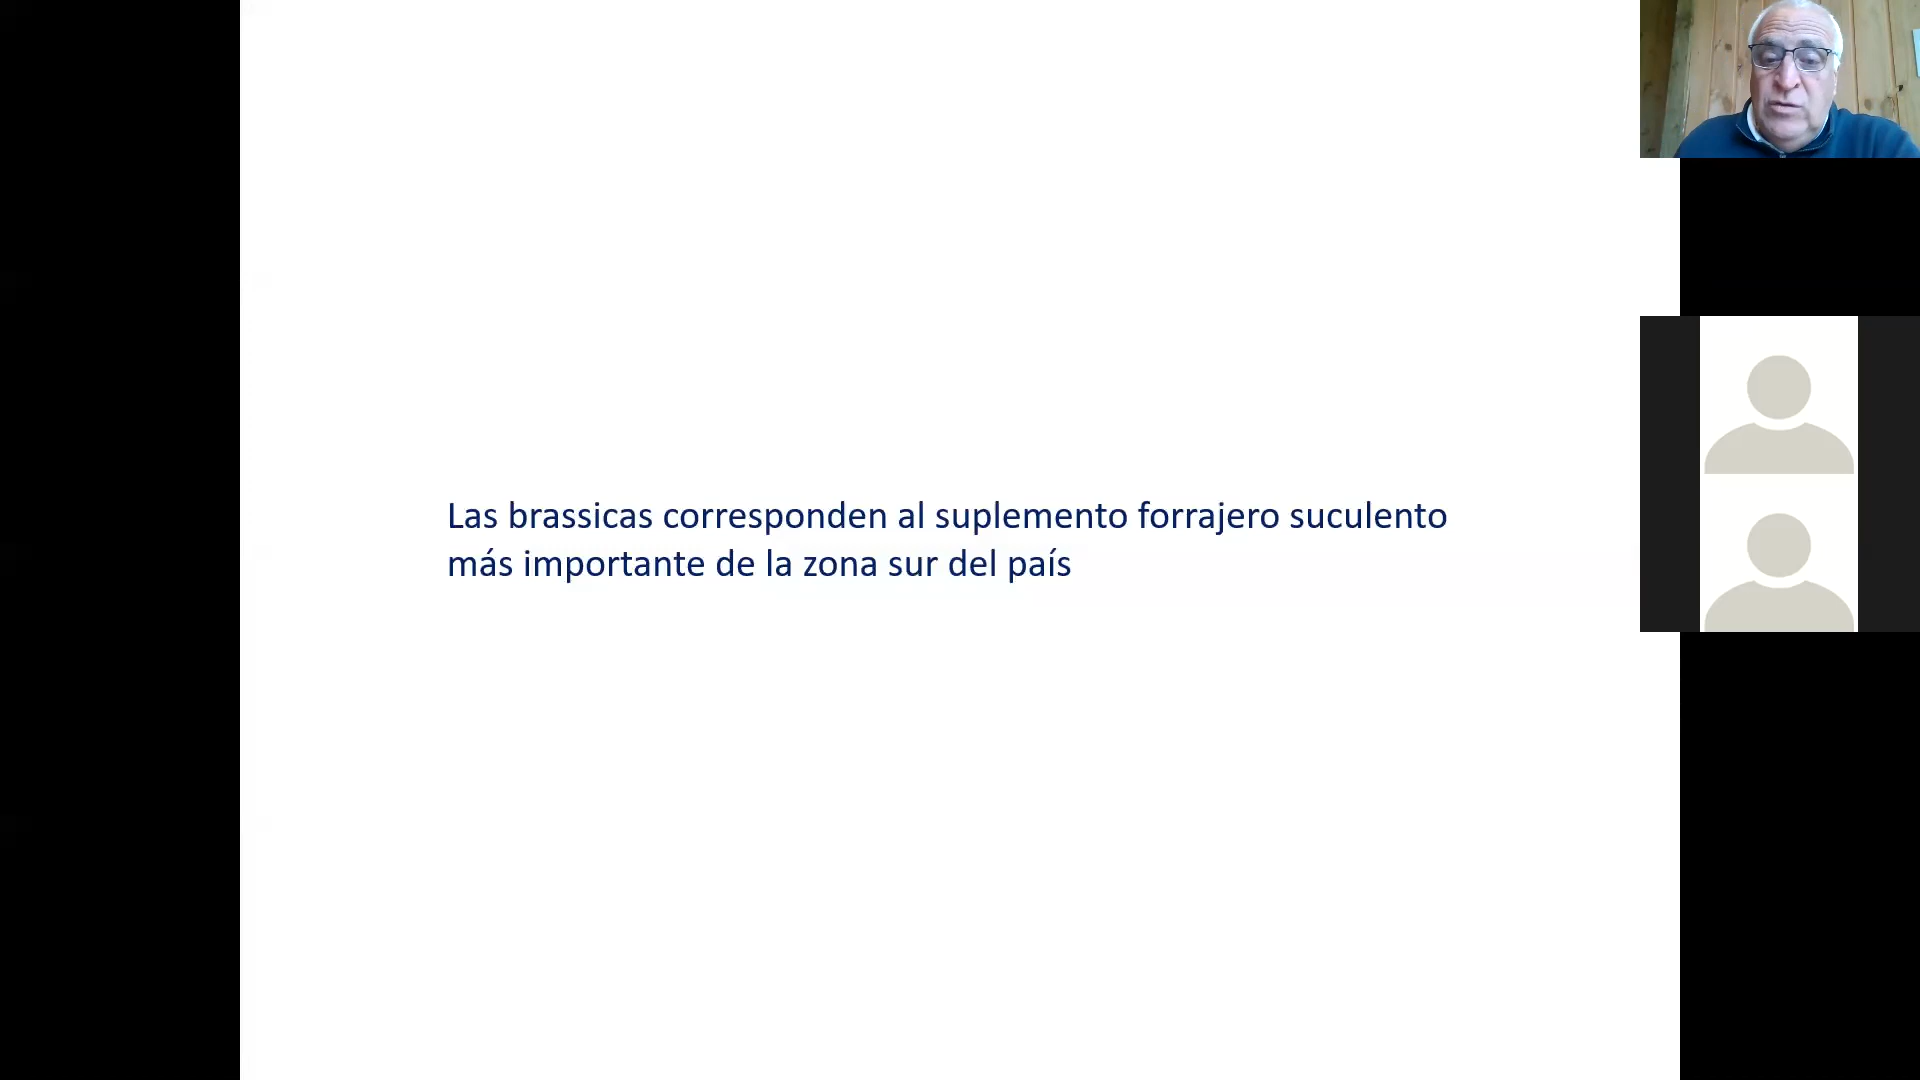 Las brassicas corresponden al suplemento forrajero suculento
más importante de la zona sur del país